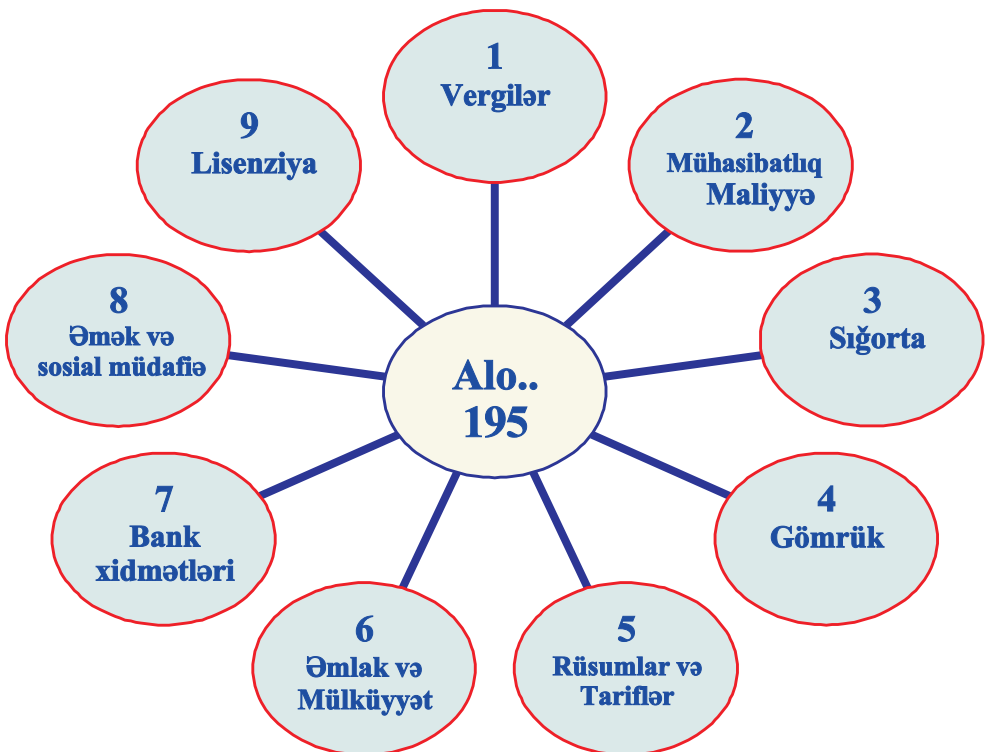 1
Vergilər
2
Mühasibatlıq
Maliyyə
3
Sığorta
4
Gömrük
5
Rüsumlar və
Tariflər
6
Əmlak və
Mülküyyət
7
Bank
xidmətləri
8
Əmək və
sosial müdafiə
9
Lisenziya
Alo..
195